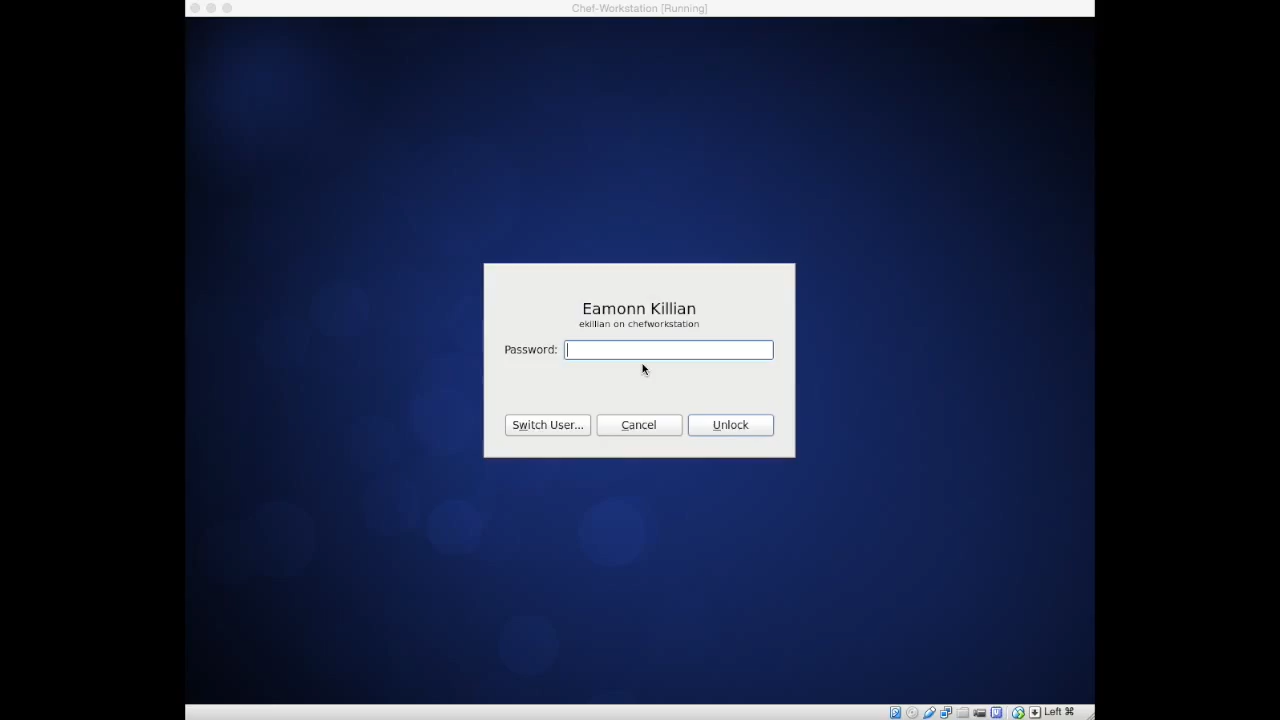 Chef-Workstation [Running]
Eamonn Killian
ekillian on chefworkstation
Password:
Switch User...
Cancel
Unlock
Left ⌘